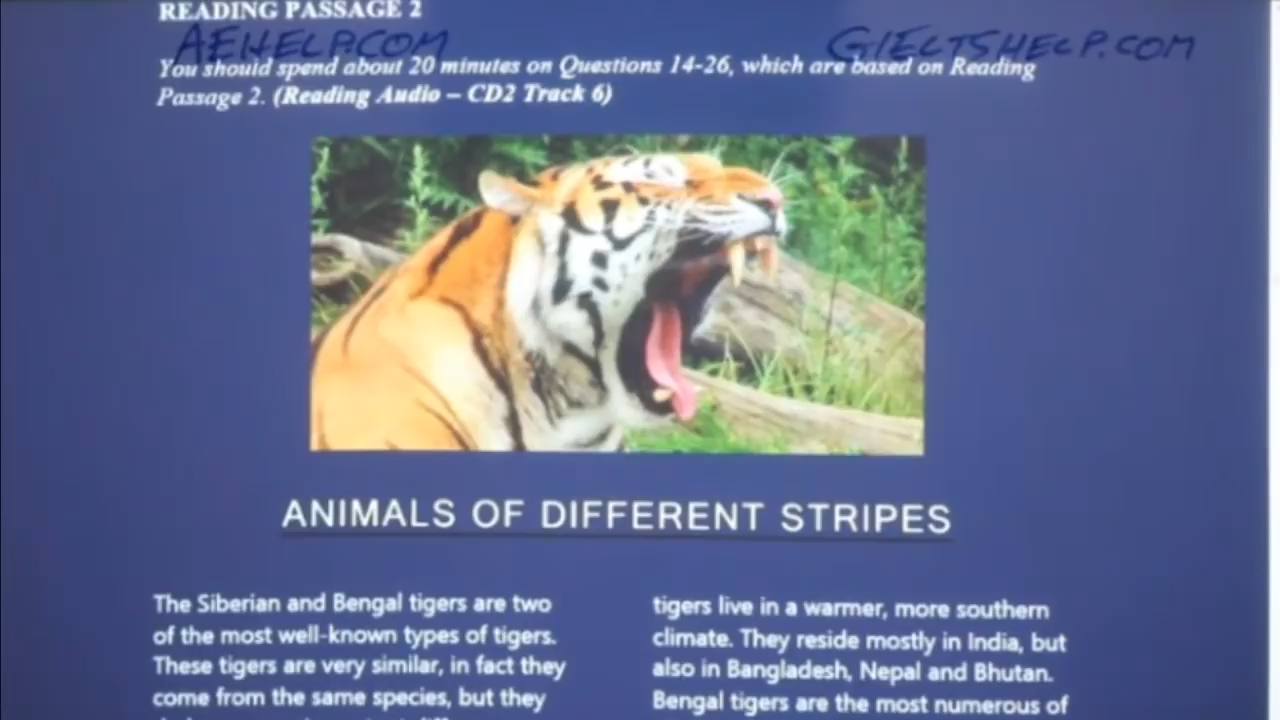 READING PASSAGE 2
AEHELP.COM
GIELTSHELP.COM
You should spend about 20 minutes on Questions 14-26, which are based on Reading
Passage 2. (Reading Audio – CD2 Track 6)
ANIMALS OF DIFFERENT STRIPES
The Siberian and Bengal tigers are two
of the most well-known types of tigers.
These tigers are very similar, in fact they
come from the same species, but they
tigers live in a warmer, more southern
climate. They reside mostly in India, but
also in Bangladesh, Nepal and Bhutan.
Bengal tigers are the most numerous of